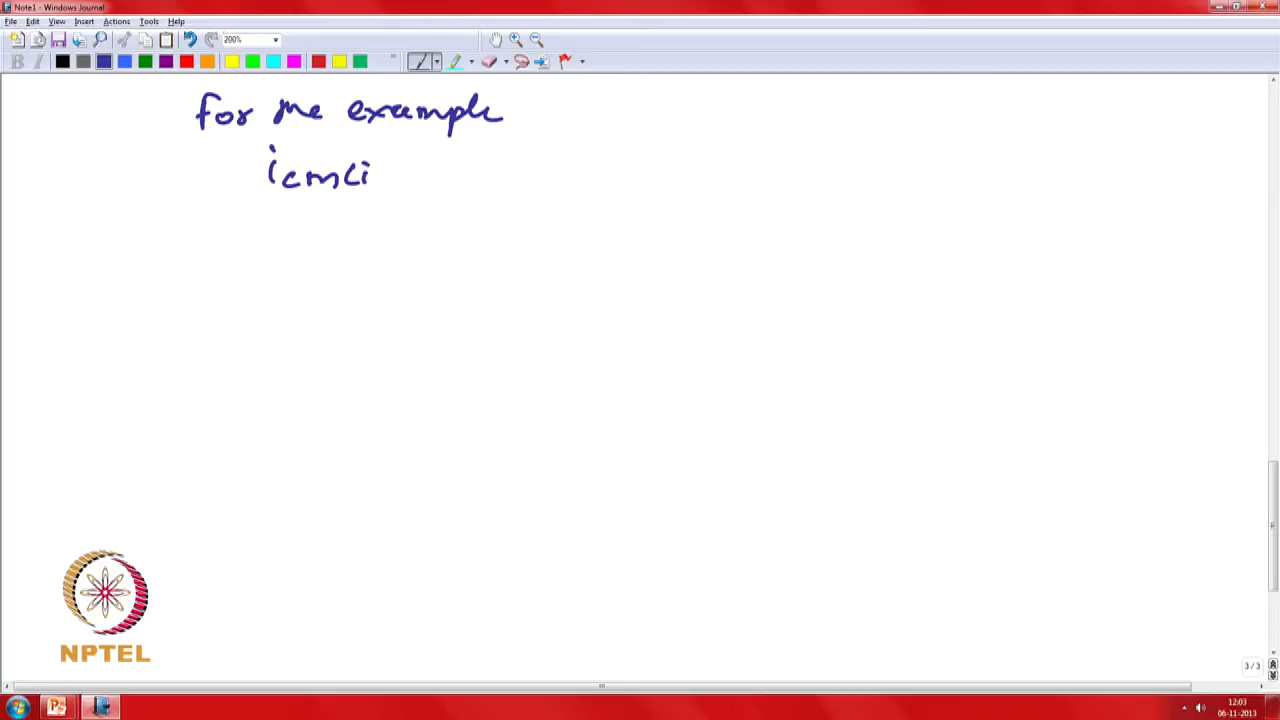 Note1 - Windows Journal
File Edit View Insert Actions Tools Help
200%
B I
for the example
icmli
NPTEL
3 / 3
12:03
06-11-2013